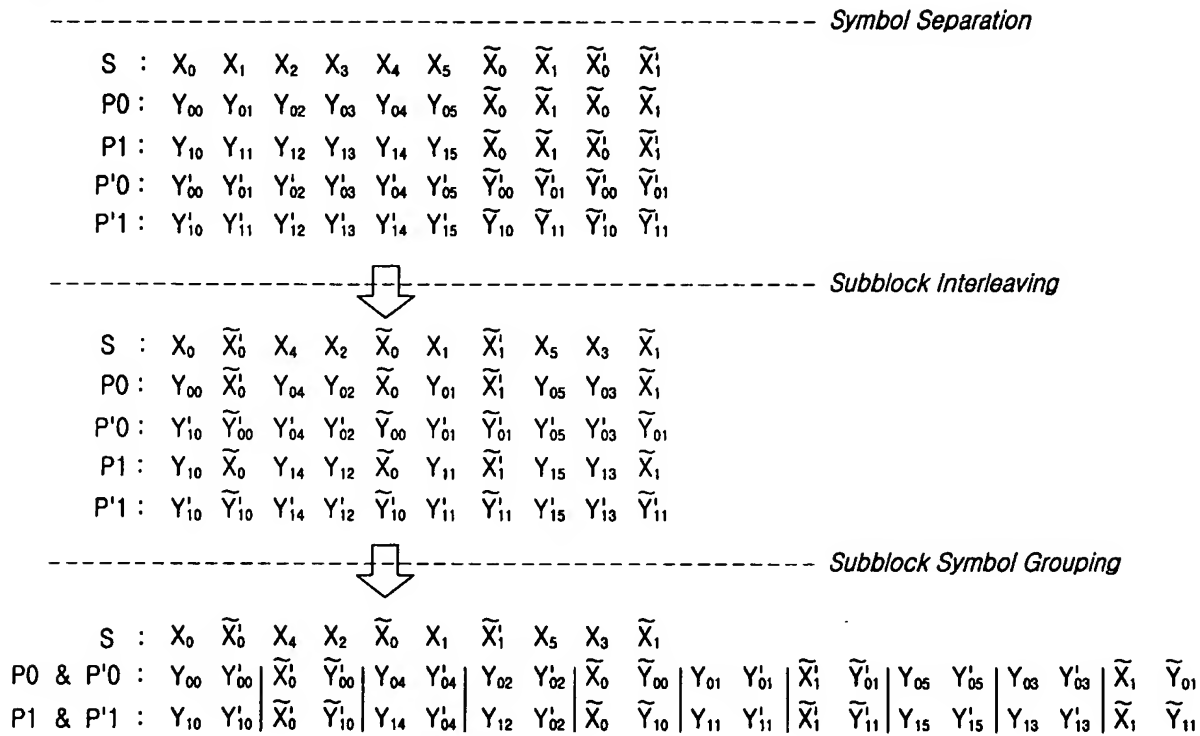 Symbol Separation
S : X₀ X₁ X₂ X₃ X₄ X₅ X̃₀ X̃₁ X̃'₀ X̃'₁
P0 : Y₀₀ Y₀₁ Y₀₂ Y₀₃ Y₀₄ Y₀₅ X̃₀ X̃₁ X̃₀ X̃₁
P1 : Y₁₀ Y₁₁ Y₁₂ Y₁₃ Y₁₄ Y₁₅ X̃₀ X̃₁ X̃'₀ X̃'₁
P'0 : Y'₀₀ Y'₀₁ Y'₀₂ Y'₀₃ Y'₀₄ Y'₀₅ Ỹ'₀₀ Ỹ'₀₁ Ỹ'₀₀ Ỹ'₀₁
P'1 : Y'₁₀ Y'₁₁ Y'₁₂ Y'₁₃ Y'₁₄ Y'₁₅ Ỹ₁₀ Ỹ₁₁ Ỹ'₁₀ Ỹ'₁₁
Subblock Interleaving
S : X₀ X̃'₀ X₄ X₂ X̃₀ X₁ X̃'₁ X₅ X₃ X̃₁
P0 : Y₀₀ X̃'₀ Y₀₄ Y₀₂ X̃₀ Y₀₁ X̃'₁ Y₀₅ Y₀₃ X̃₁
P'0 : Y'₁₀ Ỹ'₀₀ Y'₀₄ Y'₀₂ Ỹ₀₀ Y'₀₁ Ỹ'₀₁ Y'₀₅ Y'₀₃ Ỹ₀₁
P1 : Y₁₀ X̃₀ Y₁₄ Y₁₂ X̃₀ Y₁₁ X̃'₁ Y₁₅ Y₁₃ X̃₁
P'1 : Y'₁₀ Ỹ'₁₀ Y'₁₄ Y'₁₂ Ỹ'₁₀ Y'₁₁ Ỹ'₁₁ Y'₁₅ Y'₁₃ Ỹ'₁₁
Subblock Symbol Grouping
S : X₀ X̃'₀ X₄ X₂ X̃₀ X₁ X̃'₁ X₅ X₃ X̃₁
P0 & P'0 : Y₀₀ Y'₀₀ | X̃'₀ Ỹ'₀₀ | Y₀₄ Y'₀₄ | Y₀₂ Y'₀₂ | X̃₀ Ỹ₀₀ | Y₀₁ Y'₀₁ | X̃'₁ Ỹ'₀₁ | Y₀₅ Y'₀₅ | Y₀₃ Y'₀₃ | X̃₁ Ỹ₀₁
P1 & P'1 : Y₁₀ Y'₁₀ | X̃'₀ Ỹ'₁₀ | Y₁₄ Y'₀₄ | Y₁₂ Y'₀₂ | X̃₀ Ỹ₁₀ | Y₁₁ Y'₁₁ | X̃'₁ Ỹ'₁₁ | Y₁₅ Y'₁₅ | Y₁₃ Y'₁₃ | X̃₁ Ỹ₁₁